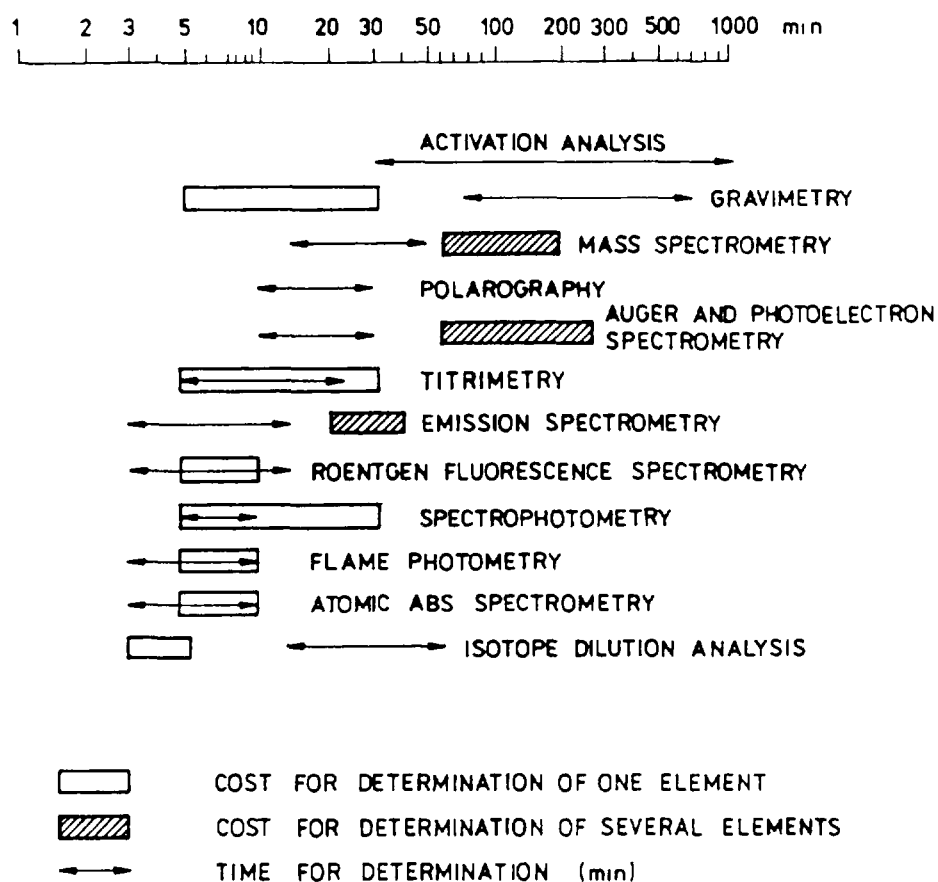 1 2 3 5 10 20 30 50 100 200 300 500 1000 min
ACTIVATION ANALYSIS
GRAVIMETRY
MASS SPECTROMETRY
POLAROGRAPHY
AUGER AND PHOTOELECTRON
SPECTROMETRY
TITRIMETRY
EMISSION SPECTROMETRY
ROENTGEN FLUORESCENCE SPECTROMETRY
SPECTROPHOTOMETRY
FLAME PHOTOMETRY
ATOMIC ABS SPECTROMETRY
ISOTOPE DILUTION ANALYSIS
COST FOR DETERMINATION OF ONE ELEMENT
COST FOR DETERMINATION OF SEVERAL ELEMENTS
TIME FOR DETERMINATION (min)